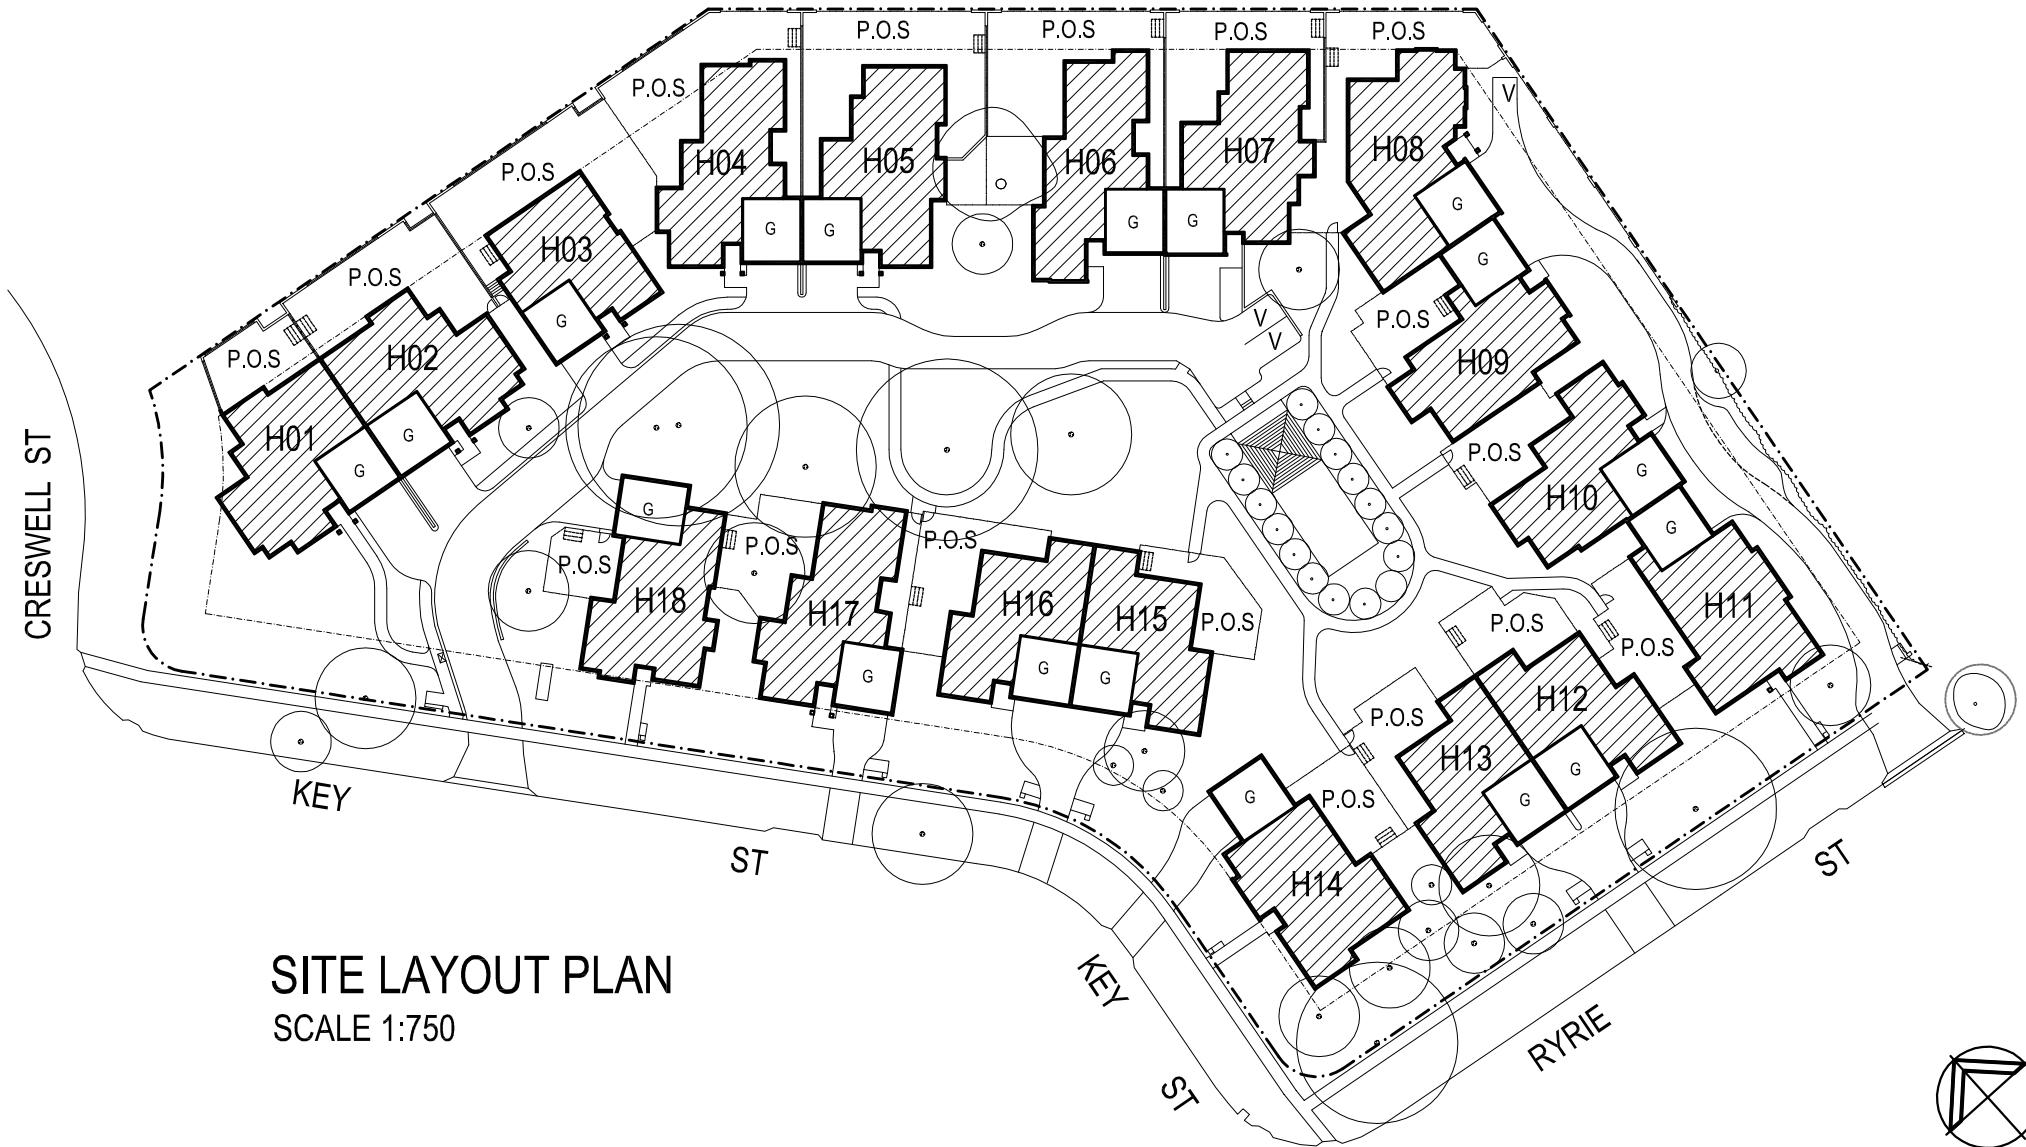 P.O.S
P.O.S
P.O.S
P.O.S
P.O.S
V
H04
H05
H06
H07
H08
P.O.S
G
G
G
G
G
H03
G
G
P.O.S
P.O.S
V
V
P.O.S
H02
H09
P.O.S
H01
G
G
P.O.S
G
H10
G
CRESWELL ST
G
P.O.S
P.O.S
P.O.S
H18
H17
H16
H15
P.O.S
P.O.S
H11
P.O.S
G
G
G
H12
P.O.S
H13
G
G
G
P.O.S
H14
KEY
ST
KEY
ST
RYRIE
ST
SITE LAYOUT PLAN
SCALE 1:750